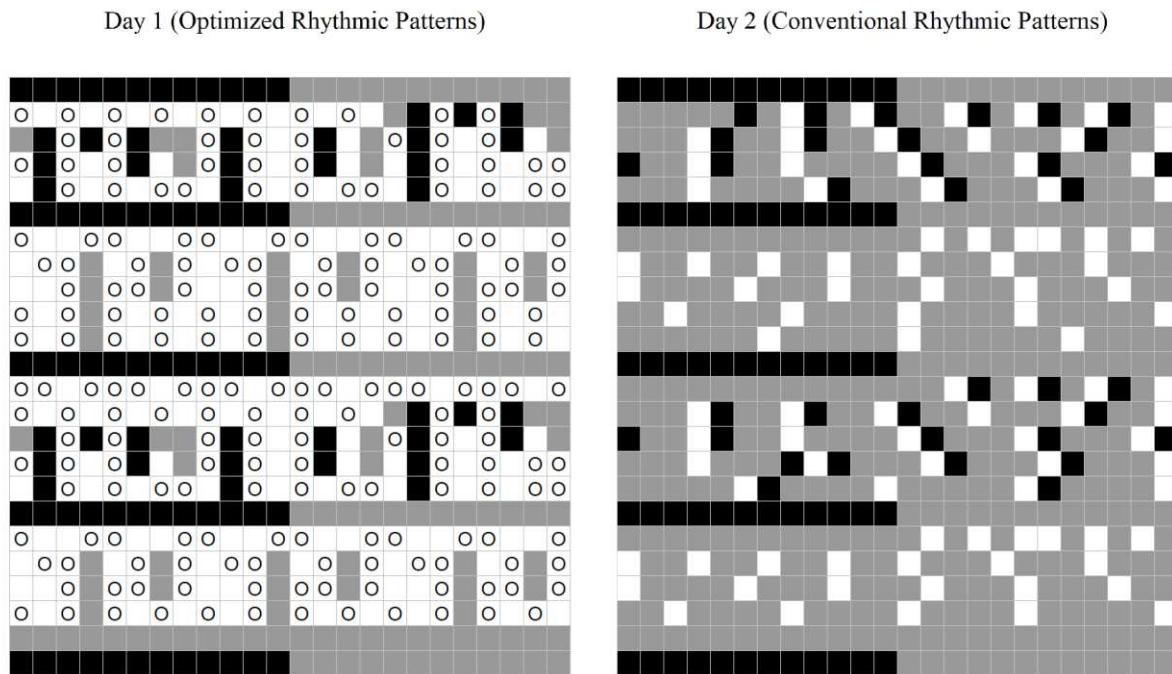 Day 1 (Optimized Rhythmic Patterns)
Day 2 (Conventional Rhythmic Patterns)